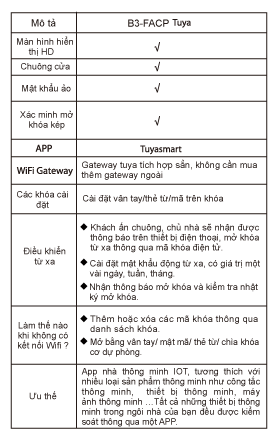 Mô tả
B3-FACP Tuya
Màn hình hiển
thị HD
√
Chuông cửa
√
Mật khẩu ảo
√
Xác minh mở
khóa kép
√
APP
Tuyasmart
WiFi Gateway
Gateway tuya tích hợp sẵn, không cần mua
thêm gateway ngoài
Các khóa cài
đặt
Cài đặt vân tay/thẻ từ/mã trên khóa
Điều khiển
từ xa
◆ Khách ấn chuông, chủ nhà sẽ nhận được
thông báo trên thiết bị điện thoại, mở khóa
từ xa thông qua mã khóa điện tử.
◆ Cài đặt mật khẩu động từ xa, có giá trị một
vài ngày, tuần, tháng.
◆ Nhận thông báo mở khóa và kiểm tra nhật
ký mở khóa.
Làm thế nào
khi không có
kết nối Wifi ?
◆ Thêm hoặc xóa các mã khóa thông qua
danh sách khóa.
◆ Mở bằng vân tay/ mật mã/ thẻ từ/ chìa khóa
cơ dự phòng.
Ưu thế
App nhà thông minh IOT, tương thích với
nhiều loại sản phẩm thông minh như công tắc
thông minh, thiết bị thông minh, máy
ảnh thông minh ...Tất cả những thiết bị thông
minh trong ngôi nhà của bạn đều được kiểm
soát thông qua một APP.